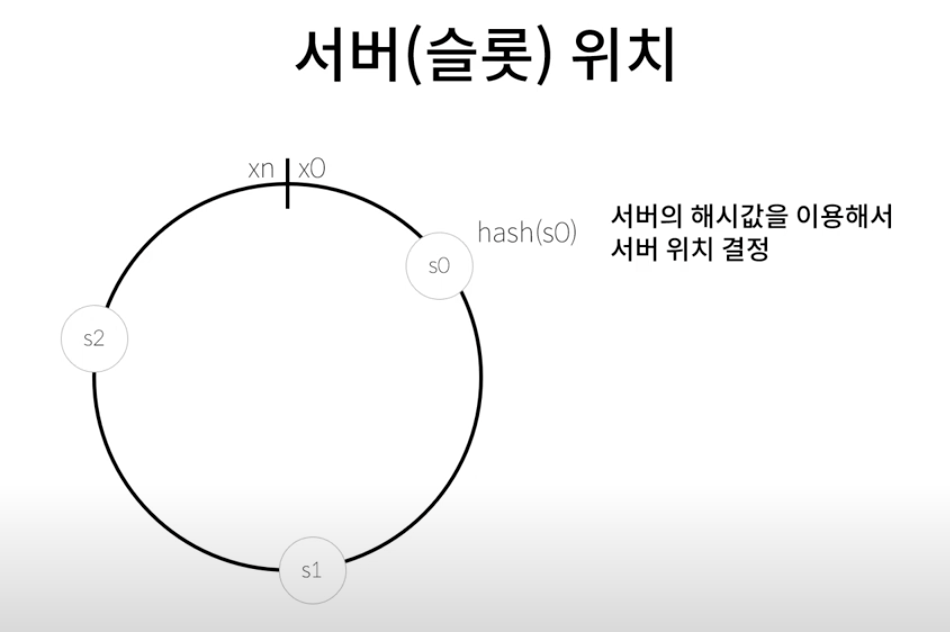 서버(슬롯) 위치
xn x0
hash(s0)
서버의 해시값을 이용해서
서버 위치 결정
s0
s2
s1